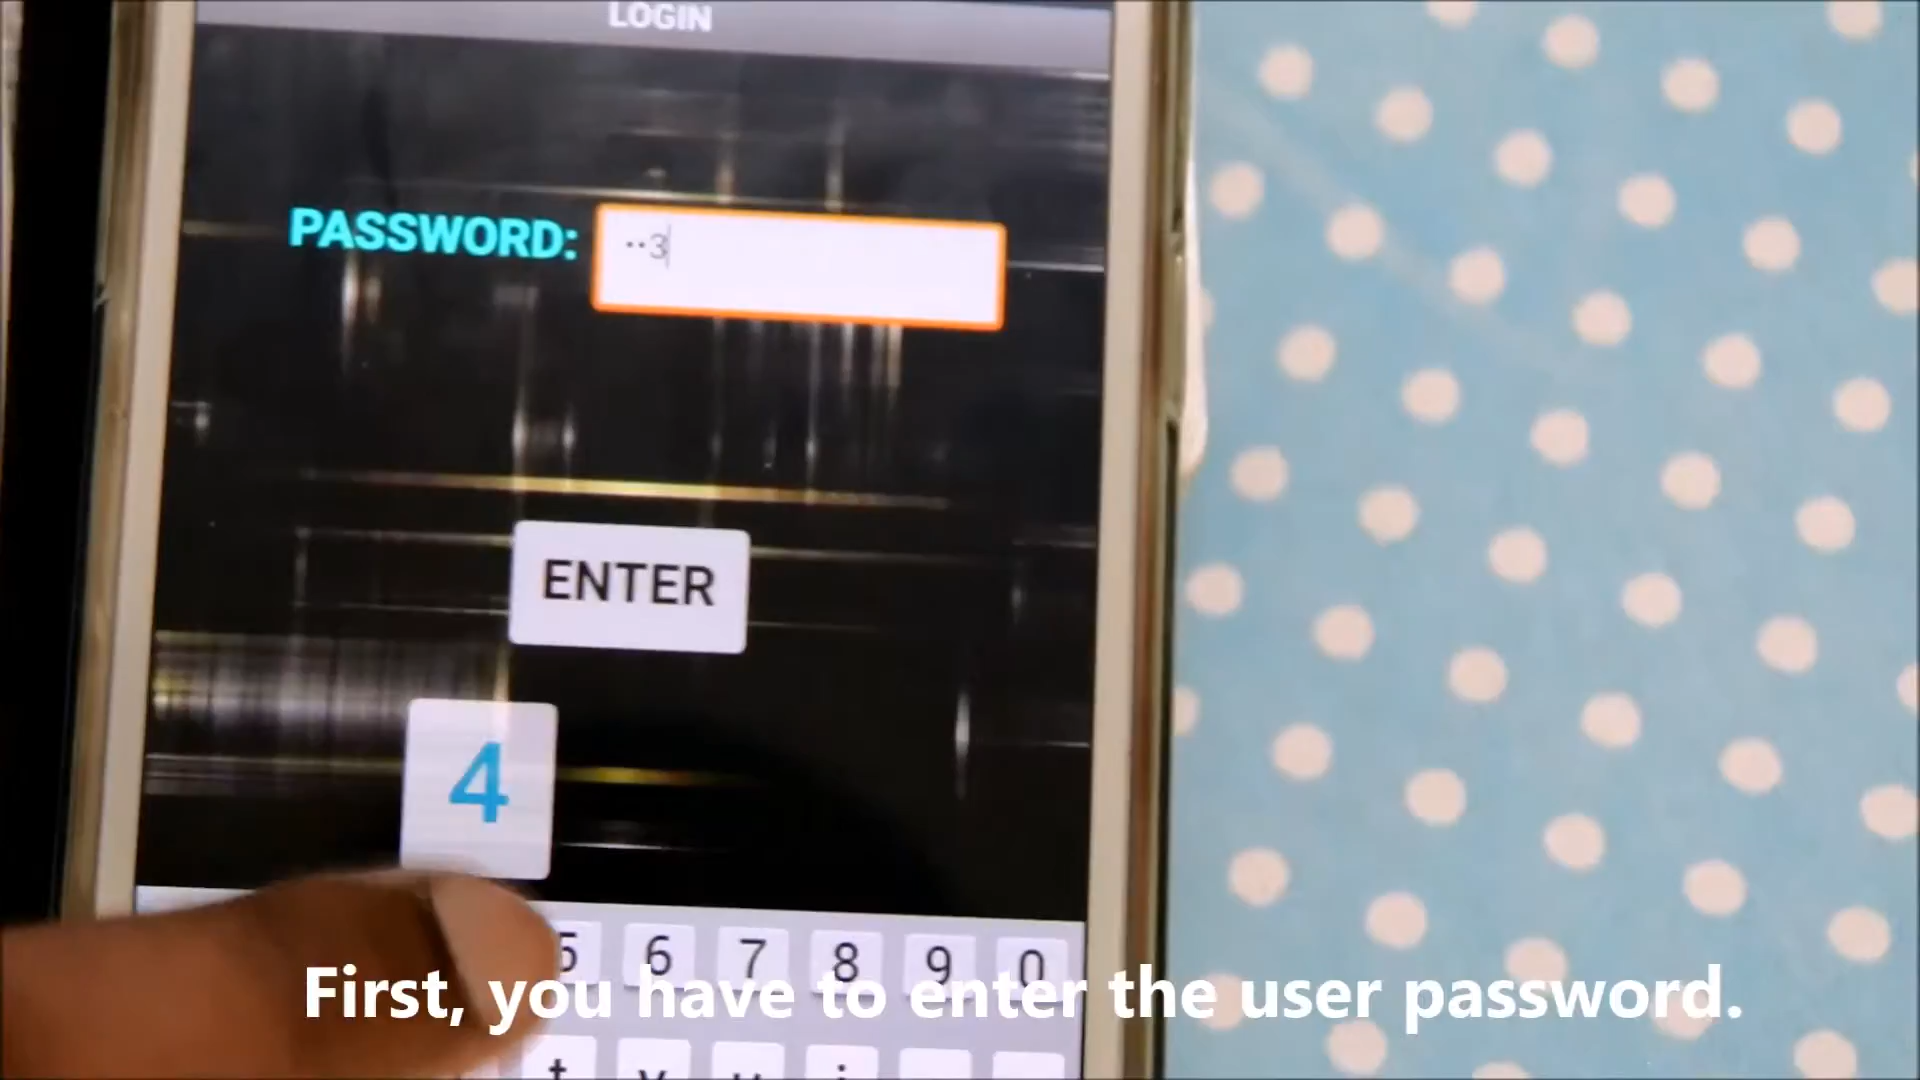 LOGIN
PASSWORD: ··3
ENTER
4
5 6 7 8 9 0
First, you have to enter the user password.
t y u i